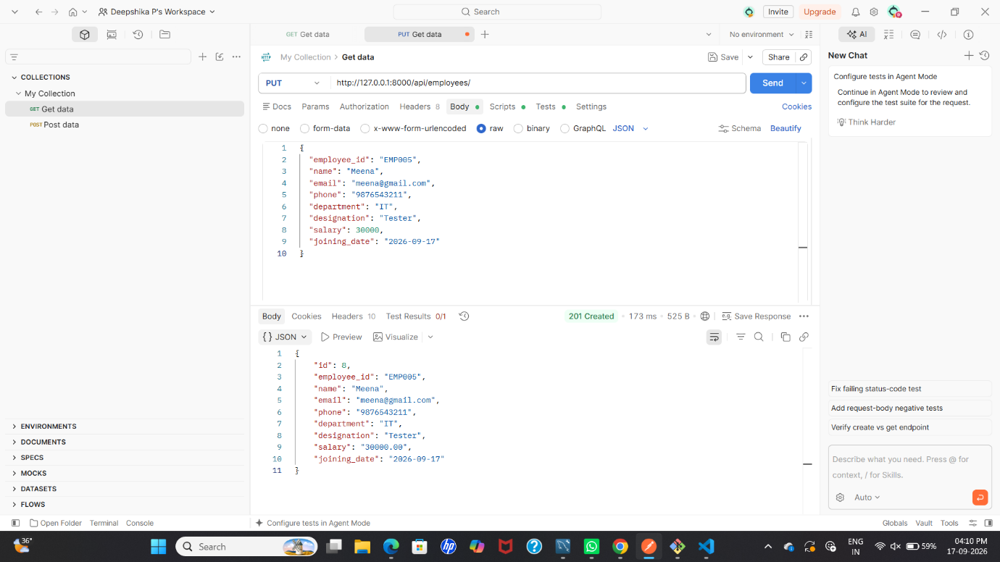 Deepshika P's Workspace
Search
Invite
Upgrade
GET Get data
PUT Get data
No environment
AI
My Collection > Get data
Save
Share
New Chat
COLLECTIONS
My Collection
GET Get data
POST Post data
PUT
http://127.0.0.1:8000/api/employees/
Send
Docs Params Authorization Headers 8 Body Scripts Tests Settings
Cookies
none form-data x-www-form-urlencoded raw binary GraphQL JSON
Schema Beautify
1 {
2 "employee_id": "EMP005",
3 "name": "Meena",
4 "email": "meena@gmail.com",
5 "phone": "9876543211",
6 "department": "IT",
7 "designation": "Tester",
8 "salary": 30000,
9 "joining_date": "2026-09-17"
10 }
Body Cookies Headers 10 Test Results 0/1
201 Created • 173 ms • 525 B
e.g. Save Response
{} JSON Preview Visualize
1 {
2 "id": 8,
3 "employee_id": "EMP005",
4 "name": "Meena",
5 "email": "meena@gmail.com",
6 "phone": "9876543211",
7 "department": "IT",
8 "designation": "Tester",
9 "salary": "30000.00",
10 "joining_date": "2026-09-17"
11 }
Configure tests in Agent Mode
Continue in Agent Mode to review and
configure the test suite for the request.
Think Harder
Fix failing status-code test
Add request-body negative tests
Verify create vs get endpoint
Describe what you need. Press @ for
context, / for Skills.
Auto
ENVIRONMENTS
DOCUMENTS
SPECS
MOCKS
DATASETS
FLOWS
Open Folder Terminal Console
Configure tests in Agent Mode
Globals Vault Tools
36°
Search
hp
ENG
IN
59%
04:10 PM
17-09-2026